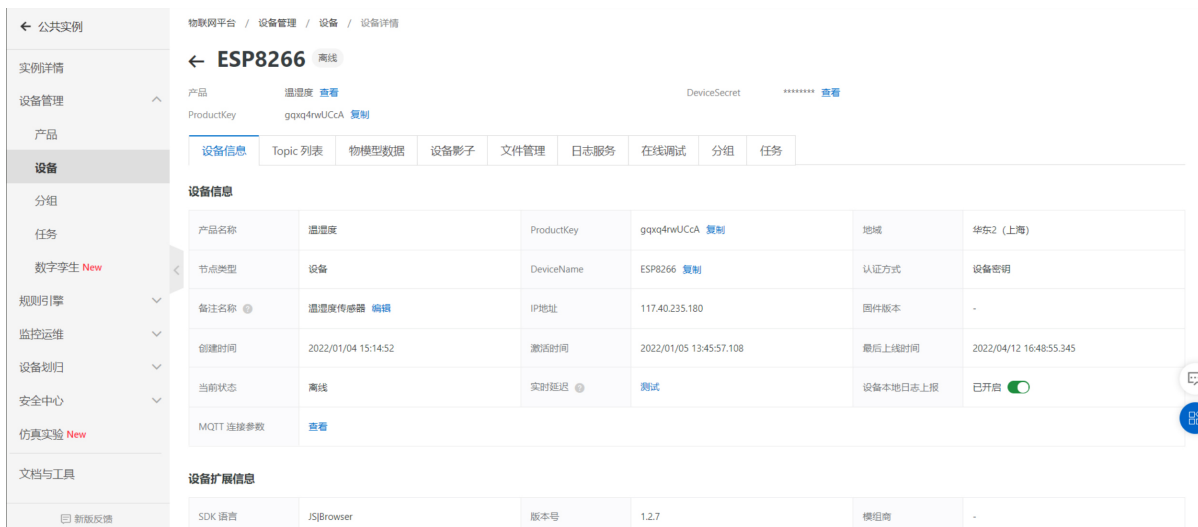 公共实例
实例详情
设备管理
产品
设备
分组
任务
数字孪生 New
规则引擎
监控运维
设备划归
安全中心
仿真实验 New
文档与工具
新版反馈
物联网平台 / 设备管理 / 设备 / 设备详情
ESP8266 离线
产品 温湿度 查看 DeviceSecret ******** 查看
ProductKey gqxq4rwUCcA 复制
设备信息 Topic 列表 物模型数据 设备影子 文件管理 日志服务 在线调试 分组 任务
设备信息
产品名称 温湿度 ProductKey gqxq4rwUCcA 复制 地域 华东2（上海）
节点类型 设备 DeviceName ESP8266 复制 认证方式 设备密钥
备注名称 温湿度传感器 编辑 IP地址 117.40.235.180 固件版本 -
创建时间 2022/01/04 15:14:52 激活时间 2022/01/05 13:45:57.108 最后上线时间 2022/04/12 16:48:55.345
当前状态 离线 实时延迟 测试 设备本地日志上报 已开启
MQTT 连接参数 查看
设备扩展信息
SDK 语言 JS|Browser 版本号 1.2.7 模组商 -